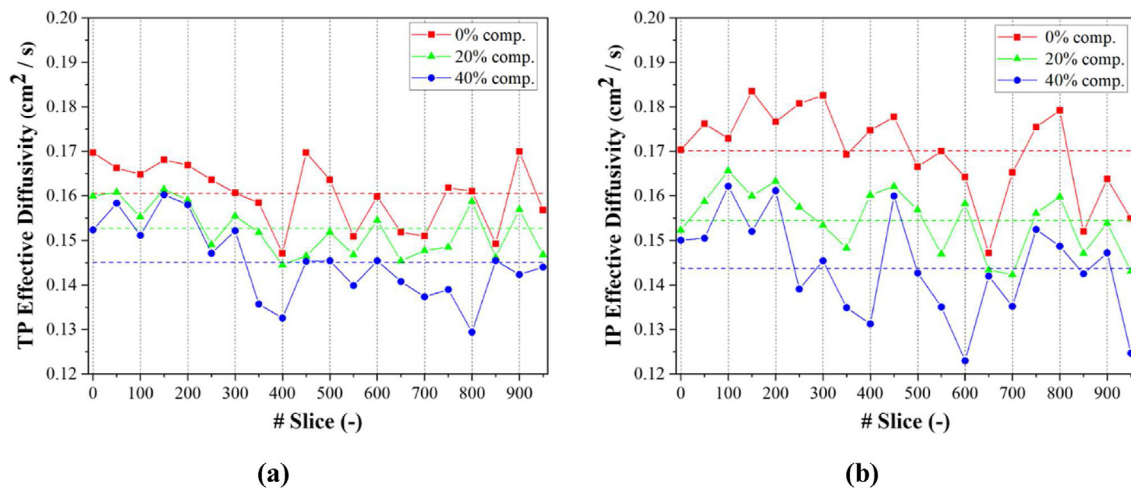 0.20
0.19
0.18
0.17
0.16
0.15
0.14
0.13
0.12
TP Effective Diffusivity (cm² / s)
0% comp.
20% comp.
40% comp.
0 100 200 300 400 500 600 700 800 900
# Slice (-)
(a)
0.20
0.19
0.18
0.17
0.16
0.15
0.14
0.13
0.12
IP Effective Diffusivity (cm² / s)
0% comp.
20% comp.
40% comp.
0 100 200 300 400 500 600 700 800 900
# Slice (-)
(b)